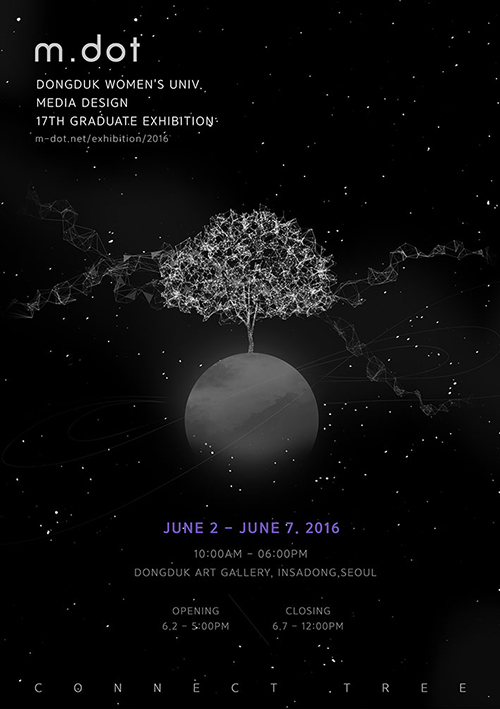 m.dot
DONGDUK WOMEN'S UNIV.
MEDIA DESIGN
17TH GRADUATE EXHIBITION
m-dot.net/exhibition/2016
JUNE 2 - JUNE 7. 2016
10:00AM - 06:00PM
DONGDUK ART GALLERY, INSADONG,SEOUL
OPENING
6.2 - 5:00PM
CLOSING
6.7 - 12:00PM
CONNECT TREE